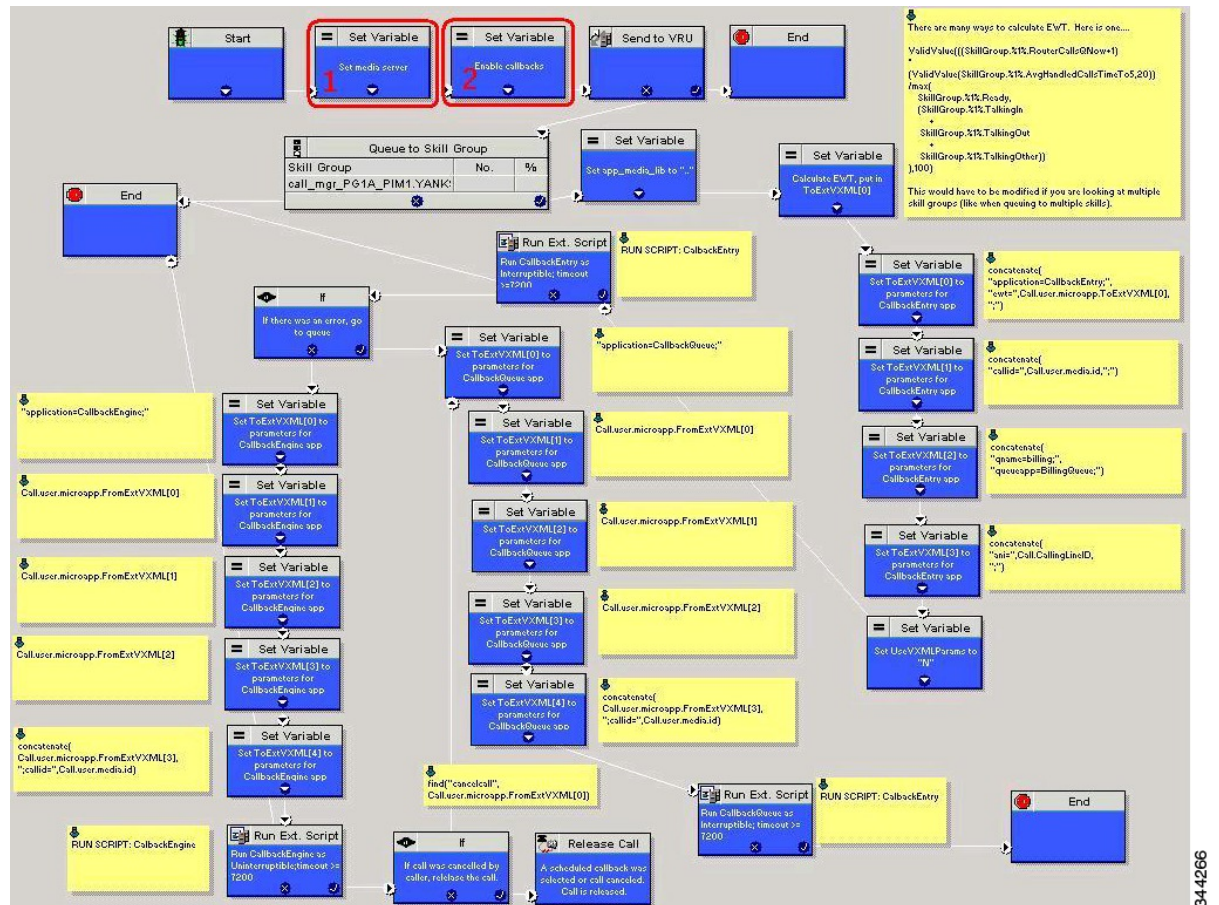 Start
Set Variable
Set media server
1
Set Variable
Enable callbacks
2
Send to VRU
End
There are many ways to calculate EWT. Here is one....
ValidValue(((SkillGroup.%1%.RouterCallsQNow+1)
*
(ValidValue(SkillGroup.%1%.AvgHandledCallsTimeTo5,20))
/max(
SkillGroup.%1%.Ready,
(SkillGroup.%1%.TalkingIn
+
SkillGroup.%1%.TalkingOut
+
SkillGroup.%1%.TalkingOther))
),100)
This would have to be modified if you are looking at multiple
skill groups (like when queuing to multiple skills).
Queue to Skill Group
Skill Group No. %
call_mgr_PG1A_PIM1.YANK
Set Variable
Set app_media_lib to ".."
Set Variable
Calculate EWT, put in
ToExtVXML[0]
End
Run Ext. Script
Run CallbackEntry as
Interruptible; timeout
>=7200
RUN SCRIPT: CalbackEntry
Set Variable
Set ToExtVXML[0] to
parameters for
CallbackEntry app
concatenate(
"application=CallbackEntry;",
"ewt=",Call.user.microapp.ToExtVXML[0],
";")
If
If there was an error, go
to queue
Set Variable
Set ToExtVXML[0] to
parameters for
CallbackQueue app
"application=CallbackQueue;"
Set Variable
Set ToExtVXML[1] to
parameters for
CallbackEntry app
concatenate(
"callid=",Call.user.media.id,";")
"application=CallbackEngine;"
Set Variable
Set ToExtVXML[0] to
parameters for
CallbackEngine app
Set Variable
Set ToExtVXML[1] to
parameters for
CallbackQueue app
Call.user.microapp.FromExtVXML[0]
Set Variable
Set ToExtVXML[2] to
parameters for
CallbackEntry app
concatenate(
"qname=billing;",
"queueapp=BillingQueue;")
Call.user.microapp.FromExtVXML[0]
Set Variable
Set ToExtVXML[1] to
parameters for
CallbackEngine app
Set Variable
Set ToExtVXML[2] to
parameters for
CallbackQueue app
Call.user.microapp.FromExtVXML[1]
Set Variable
Set ToExtVXML[3] to
parameters for
CallbackEntry app
concatenate(
"ani=",Call.CallingLineID,
";")
Call.user.microapp.FromExtVXML[1]
Set Variable
Set ToExtVXML[2] to
parameters for
CallbackEngine app
Set Variable
Set ToExtVXML[3] to
parameters for
CallbackQueue app
Call.user.microapp.FromExtVXML[2]
Set Variable
Set UseVXMLParams to
"N"
Call.user.microapp.FromExtVXML[2]
Set Variable
Set ToExtVXML[3] to
parameters for
CallbackEngine app
Set Variable
Set ToExtVXML[4] to
parameters for
CallbackQueue app
concatenate(
Call.user.microapp.FromExtVXML[3],
";callid=",Call.user.media.id)
concatenate(
Call.user.microapp.FromExtVXML[3],
";callid=",Call.user.media.id)
Set Variable
Set ToExtVXML[4] to
parameters for
CallbackEngine app
find("cancelcall",
Call.user.microapp.FromExtVXML[0])
Run Ext. Script
Run CallbackQueue as
Interruptible; timeout >=
7200
RUN SCRIPT: CalbackEntry
End
RUN SCRIPT: CalbackEngine
Run Ext. Script
Run CallbackEngine as
Uninterruptible;timeout >=
7200
If
If call was cancelled by
caller, relelase the call.
Release Call
A scheduled callback was
selected or call canceled.
Call is released.
344266